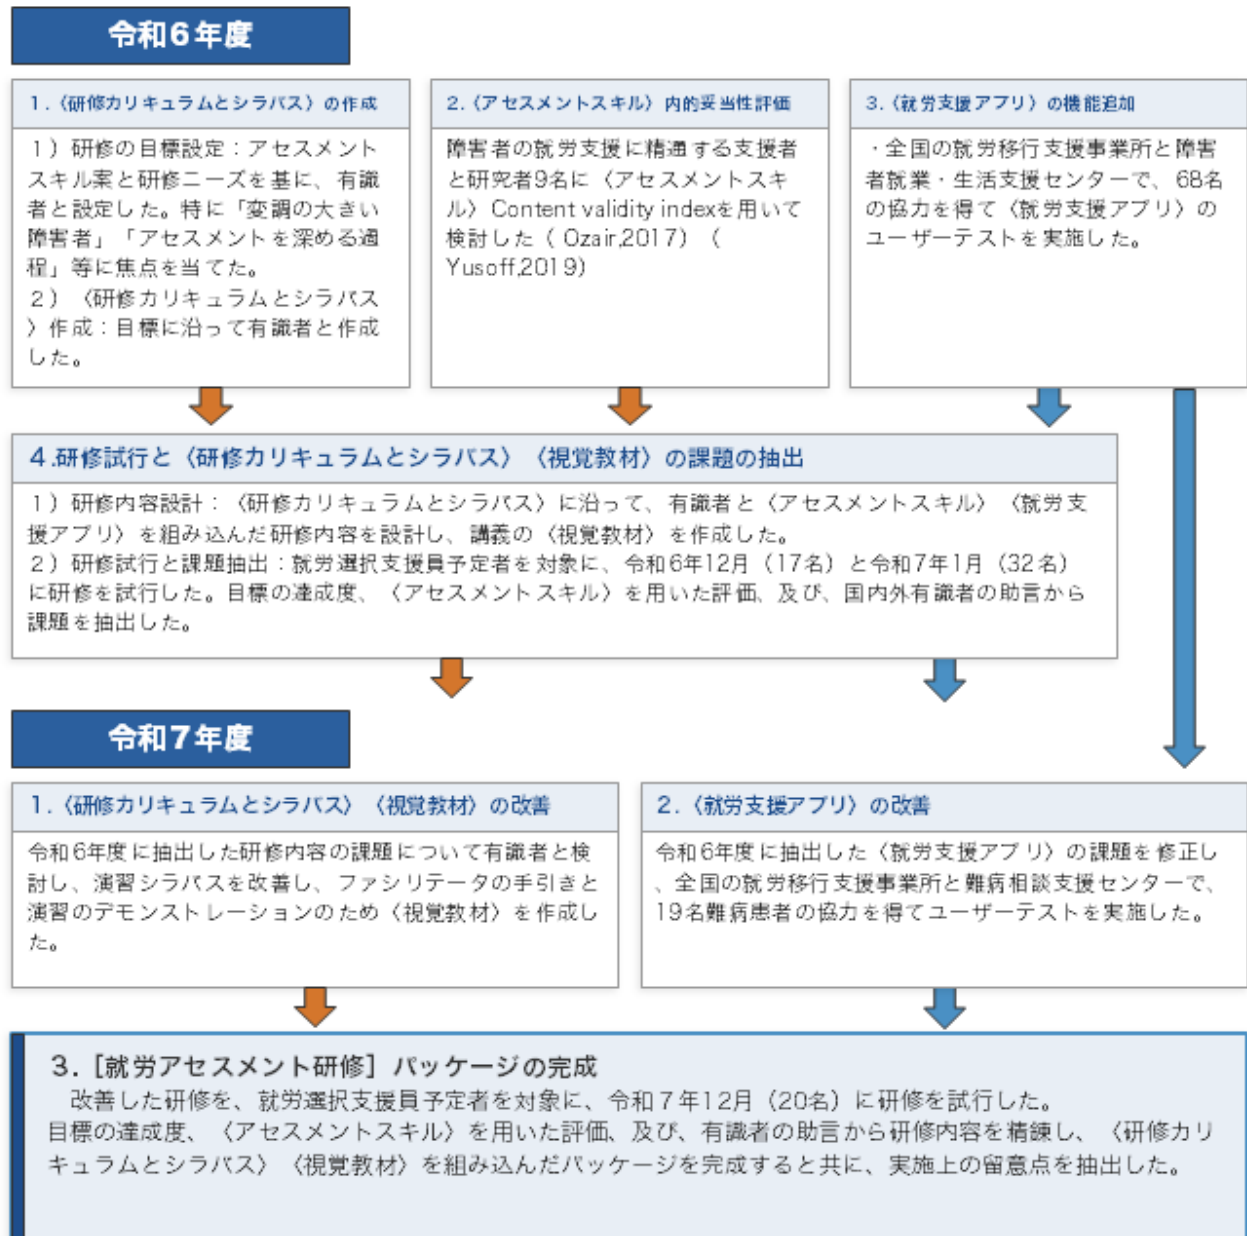 令和6年度
1.〈研修カリキュラムとシラバス〉の作成
1）研修の目標設定：アセスメント
スキル案と研修ニーズを基に、有識
者と設定した。特に「変調の大きい
障害者」「アセスメントを深める過
程」等に焦点を当てた。
2）〈研修カリキュラムとシラバス
〉作成：目標に沿って有識者と作成
した。
2.〈アセスメントスキル〉内的妥当性評価
障害者の就労支援に精通する支援者
と研究者9名に〈アセスメントスキ
ル〉Content validity indexを用いて
検討した（ Ozair,2017）（
Yusoff,2019）
3.〈就労支援アプリ〉の機能追加
・全国の就労移行支援事業所と障害
者就業・生活支援センターで、68名
の協力を得て〈就労支援アプリ〉の
ユーザーテストを実施した。
4.研修試行と〈研修カリキュラムとシラバス〉〈視覚教材〉の課題の抽出
1）研修内容設計：〈研修カリキュラムとシラバス〉に沿って、有識者と〈アセスメントスキル〉〈就労支
援アプリ〉を組み込んだ研修内容を設計し、講義の〈視覚教材〉を作成した。
2）研修試行と課題抽出：就労選択支援員予定者を対象に、令和6年12月（17名）と令和7年1月（32名）
に研修を試行した。目標の達成度、〈アセスメントスキル〉を用いた評価、及び、国内外有識者の助言から
課題を抽出した。
令和7年度
1.〈研修カリキュラムとシラバス〉〈視覚教材〉の改善
令和6年度に抽出した研修内容の課題について有識者と検
討し、演習シラバスを改善し、ファシリテータの手引きと
演習のデモンストレーションのため〈視覚教材〉を作成し
た。
2.〈就労支援アプリ〉の改善
令和6年度に抽出した〈就労支援アプリ〉の課題を修正し
、全国の就労移行支援事業所と難病相談支援センターで、
19名難病患者の協力を得てユーザーテストを実施した。
3.［就労アセスメント研修］パッケージの完成
改善した研修を、就労選択支援員予定者を対象に、令和7年12月（20名）に研修を試行した。
目標の達成度、〈アセスメントスキル〉を用いた評価、及び、有識者の助言から研修内容を精錬し、〈研修カリ
キュラムとシラバス〉〈視覚教材〉を組み込んだパッケージを完成すると共に、実施上の留意点を抽出した。